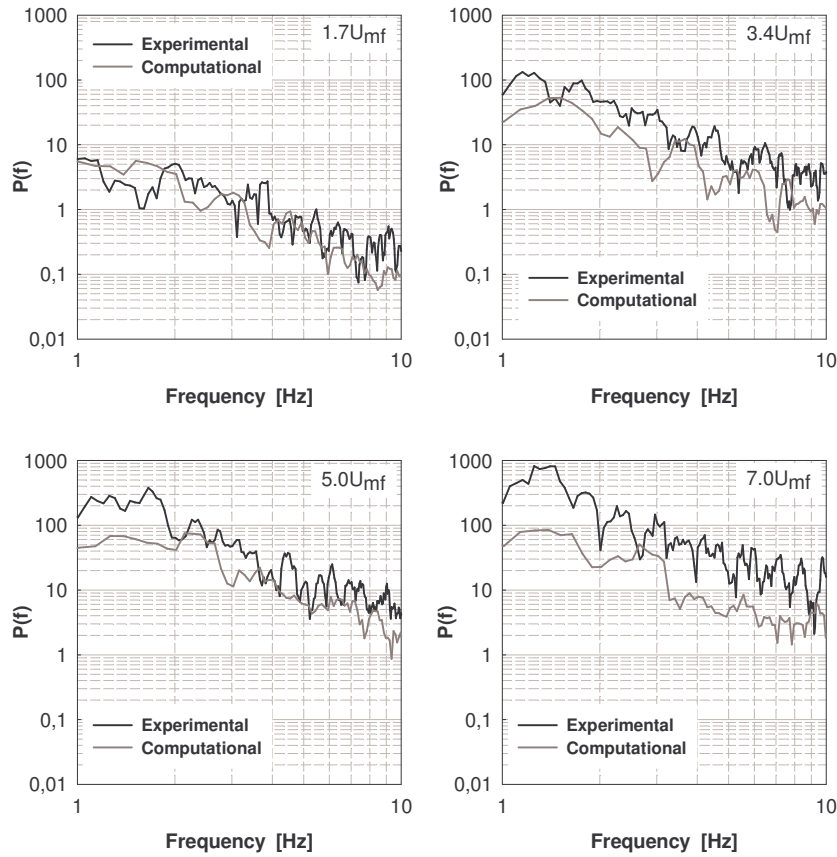 1000
1.7Umf
Experimental
Computational
100
10
P(f)
1
0,1
0,01
1
10
Frequency [Hz]
1000
3.4Umf
100
10
P(f)
1
0,1
Experimental
Computational
0,01
1
10
Frequency [Hz]
1000
5.0Umf
100
10
P(f)
1
0,1
Experimental
Computational
0,01
1
10
Frequency [Hz]
1000
7.0Umf
100
10
P(f)
1
0,1
Experimental
Computational
0,01
1
10
Frequency [Hz]